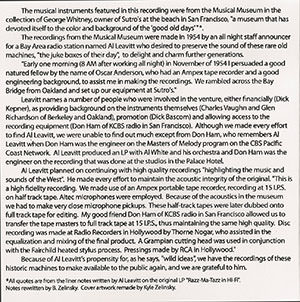 The musical instruments featured in this recording were from the Musical Museum in the
collection of George Whitney, owner of Sutro's at the beach in San Francisco, "a museum that has
devoted itself to the color and background of the 'good old days'"*.
The recordings from the Musical Museum were made in 1954 by an all night staff announcer
for a Bay Area radio station named Al Leavitt who desired to preserve the sound of these rare old
machines, "the juke boxes of their day", to delight and charm further generations.
"Early one morning (8 AM after working all night) in November of 1954 I persuaded a good
natured fellow by the name of Oscar Anderson, who had an Ampex tape recorder and a good
engineering background, to assist me in making the recordings. We rambled across the Bay
Bridge from Oakland and set up our equipment at Sutro's."
Leavitt names a number of people who were involved in the venture, either financially (Dick
Kepner), as providing background on the instruments themselves (Charles Vaughn and Glen
Richardson of Berkeley and Oakland), promotion (Dick Bascom) and allowing access to the
recording equipment (Don Ham of KCBS radio in San Francisco). Although we made every effort
to find Al Leavitt, we were unable to find out much except from Don Ham, who remembers Al
Leavitt when Don Ham was the engineer on the Masters of Melody program on the CBS Pacific
Coast Network. Al Leavitt produced an LP with Al White and his orchestra and Don Ham was the
engineer on the recording that was done at the studios in the Palace Hotel.
Al Leavitt planned on continuing with high quality recordings "highlighting the music and
sounds of the West". He made every effort to maintain the acoustic integrity of the original. "This is
a high fidelity recording. We made use of an Ampex portable tape recorder, recording at 15 I.P.S.
on half track tape. Altec microphones were employed. Because of the acoustics in the museum
we had to make very close microphone pickups. These half-track tapes were later dubbed onto
full track tape for editing. My good friend Don Ham of KCBS radio in San Francisco allowed us to
transfer the tape masters to full track tape at 15 I.P.S., thus maintaining the same high quality. Disc
recording was made at Radio Recorders in Hollywood by Thorne Nogar, who assisted in the
equalization and mixing of the final product. A Grampian cutting head was used in conjunction
with the Fairchild heated stylus process. Pressings made by RCA in Hollywood."
Because of Al Leavitt's propensity for, as he says, "wild ideas", we have the recordings of these
historic machines to make available to the public again, and we are grateful to him.
*All quotes are from the liner notes written by Al Leavitt on the original LP "Razz-Ma-Tazz in Hi Fi".
Notes rewritten by B. Zelinsky. Cover artwork remade by Kyle Zelinsky.